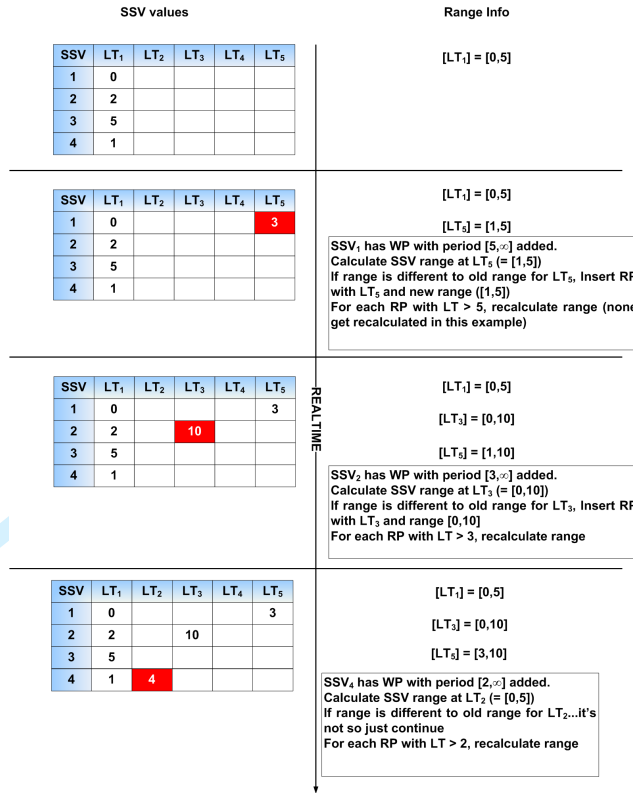 SSV values
Range Info
SSV LT₁ LT₂ LT₃ LT₄ LT₅
1 0
2 2
3 5
4 1
[LT₁] = [0,5]
SSV LT₁ LT₂ LT₃ LT₄ LT₅
1 0 3
2 2
3 5
4 1
[LT₁] = [0,5]
[LT₅] = [1,5]
SSV₁ has WP with period [5,∞] added.
Calculate SSV range at LT₅ (= [1,5])
If range is different to old range for LT₅, Insert RP
with LT₅ and new range ([1,5])
For each RP with LT > 5, recalculate range (none
get recalculated in this example)
REALTIME
SSV LT₁ LT₂ LT₃ LT₄ LT₅
1 0 3
2 2 10
3 5
4 1
[LT₁] = [0,5]
[LT₃] = [0,10]
[LT₅] = [1,10]
SSV₂ has WP with period [3,∞] added.
Calculate SSV range at LT₃ (= [0,10])
If range is different to old range for LT₃, Insert RP
with LT₃ and range [0,10]
For each RP with LT > 3, recalculate range
SSV LT₁ LT₂ LT₃ LT₄ LT₅
1 0 3
2 2 10
3 5
4 1 4
[LT₁] = [0,5]
[LT₃] = [0,10]
[LT₅] = [3,10]
SSV₄ has WP with period [2,∞] added.
Calculate SSV range at LT₂ (= [0,5])
If range is different to old range for LT₂...it's
not so just continue
For each RP with LT > 2, recalculate range